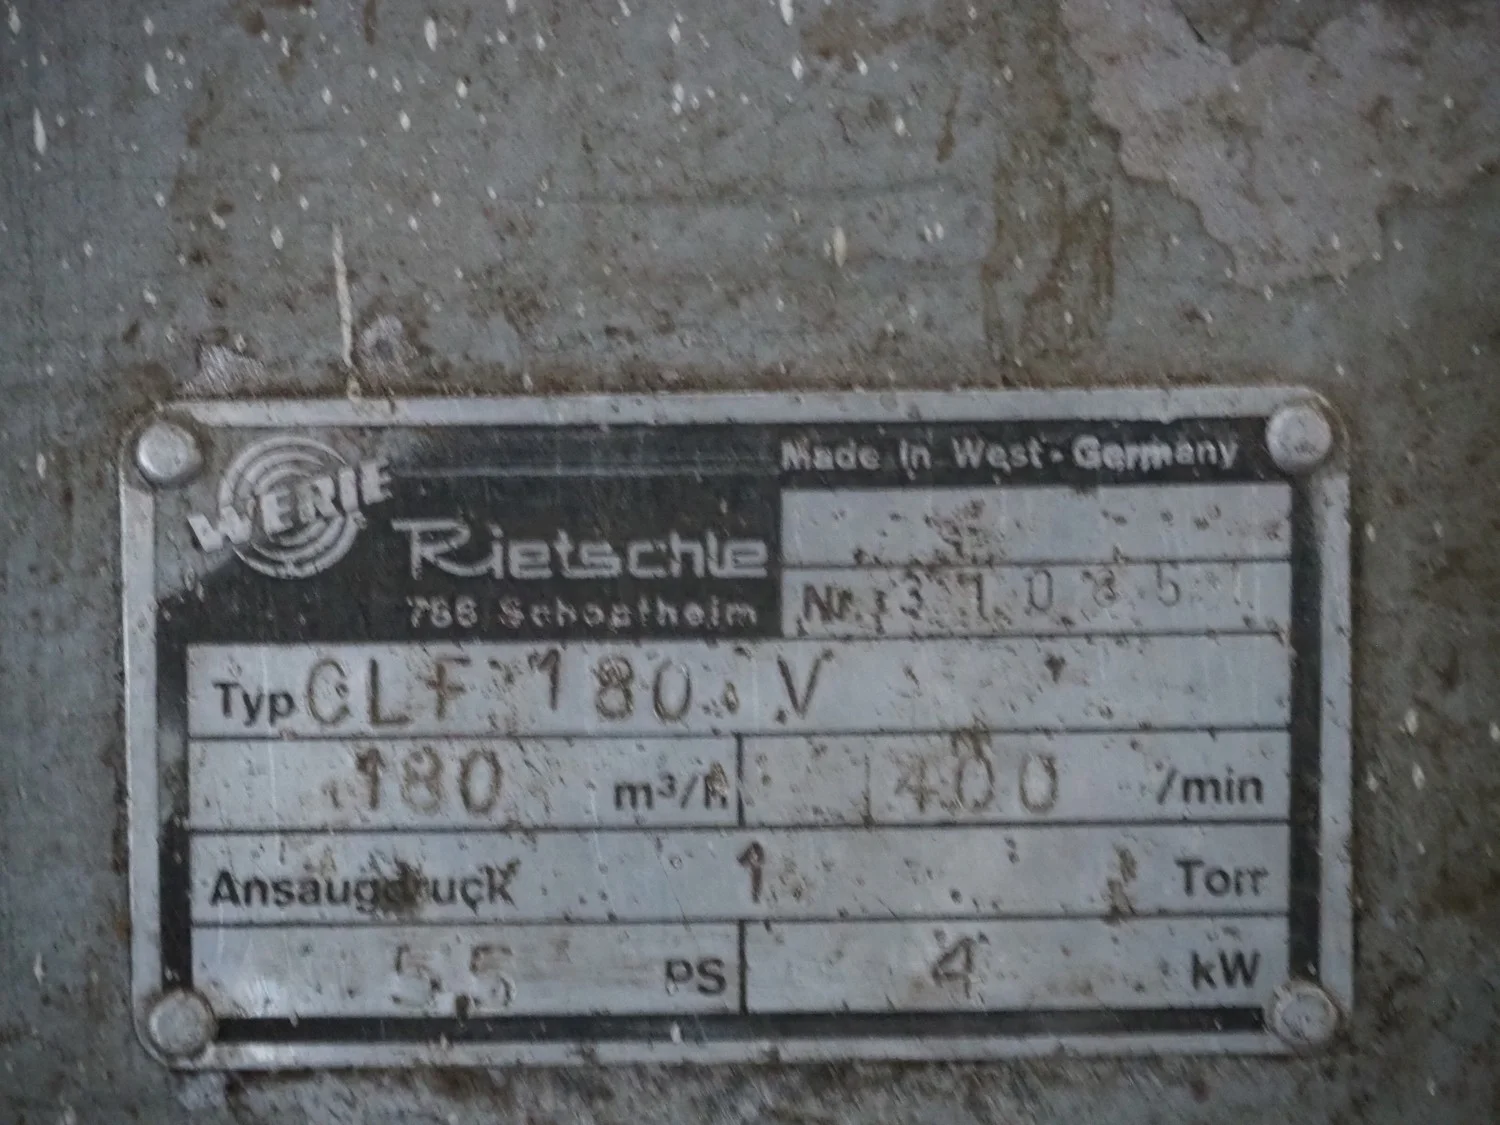 Made in West-Germany
WERIE
Rietschle
786 Schopfheim
Nr. 371085
Typ CLF 180 V
180 m³/h 400 /min
Ansaugdruck 1 Torr
5,5 PS 4 kW